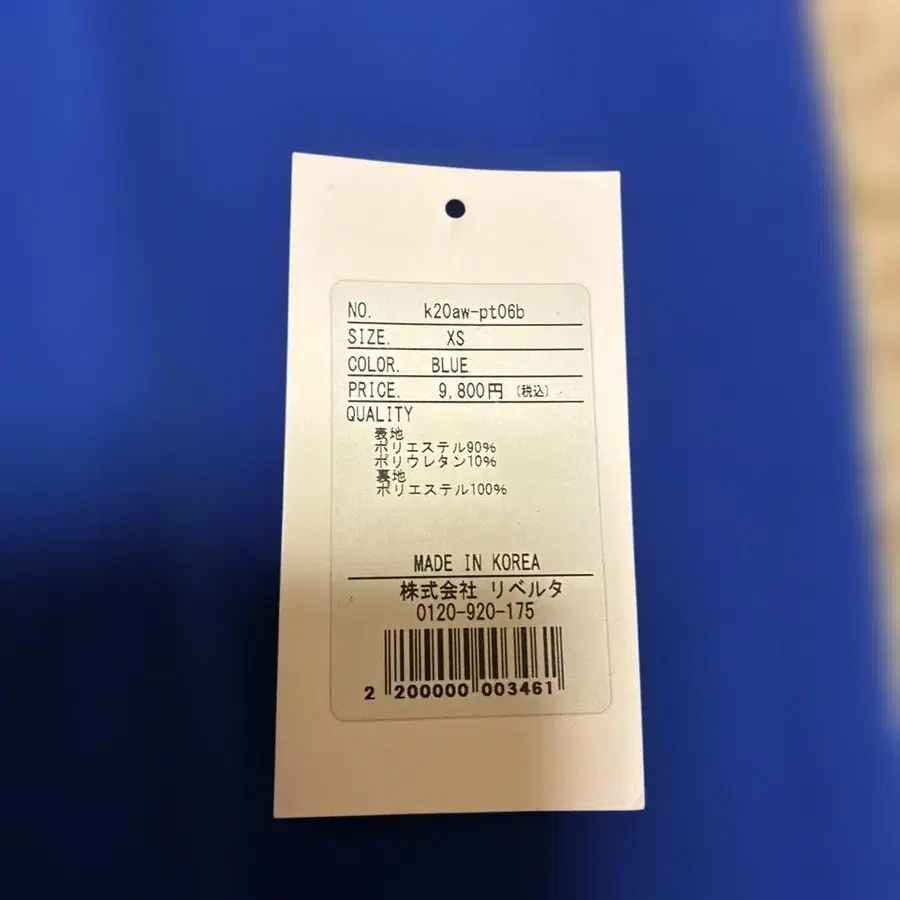 NO. k20aw-pt06b
SIZE. XS
COLOR. BLUE
PRICE. 9,800円 (税込)
QUALITY
表地
ポリエステル90%
ポリウレタン10%
裏地
ポリエステル100%
MADE IN KOREA
株式会社 リベルタ
0120-920-175
2 200000 003461